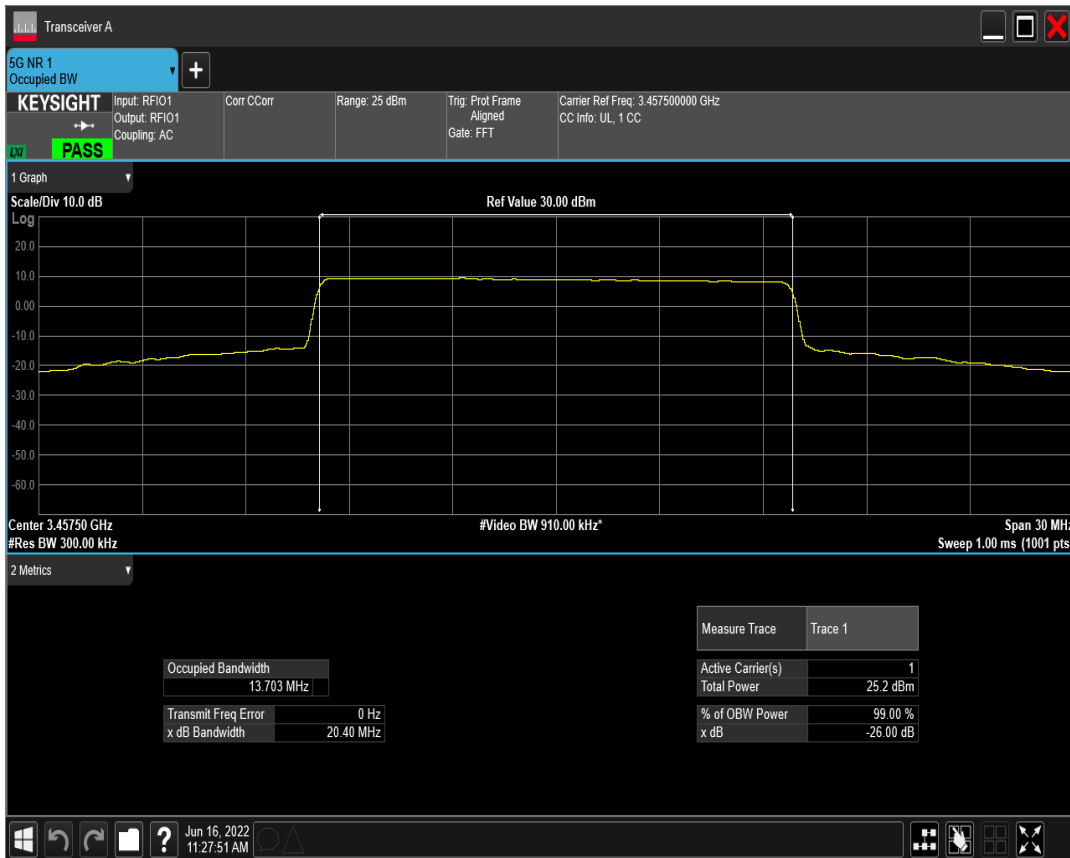 Transceiver A
5G NR 1
Occupied BW
KEYSIGHT
Input: RFIO1
Output: RFIO1
Coupling: AC
Corr CCorr
Range: 25 dBm
Trig: Prot Frame
Aligned
Gate: FFT
Carrier Ref Freq: 3.457500000 GHz
CC Info: UL, 1 CC
LXI
PASS
1 Graph
Scale/Div 10.0 dB
Ref Value 30.00 dBm
Log
20.0
10.0
0.00
-10.0
-20.0
-30.0
-40.0
-50.0
-60.0
Center 3.45750 GHz
#Video BW 910.00 kHz*
Span 30 MHz
#Res BW 300.00 kHz
Sweep 1.00 ms (1001 pts
2 Metrics
Measure Trace Trace 1
Occupied Bandwidth
13.703 MHz
Active Carrier(s) 1
Total Power 25.2 dBm
Transmit Freq Error 0 Hz
x dB Bandwidth 20.40 MHz
% of OBW Power 99.00 %
x dB -26.00 dB
?
Jun 16, 2022
11:27:51 AM